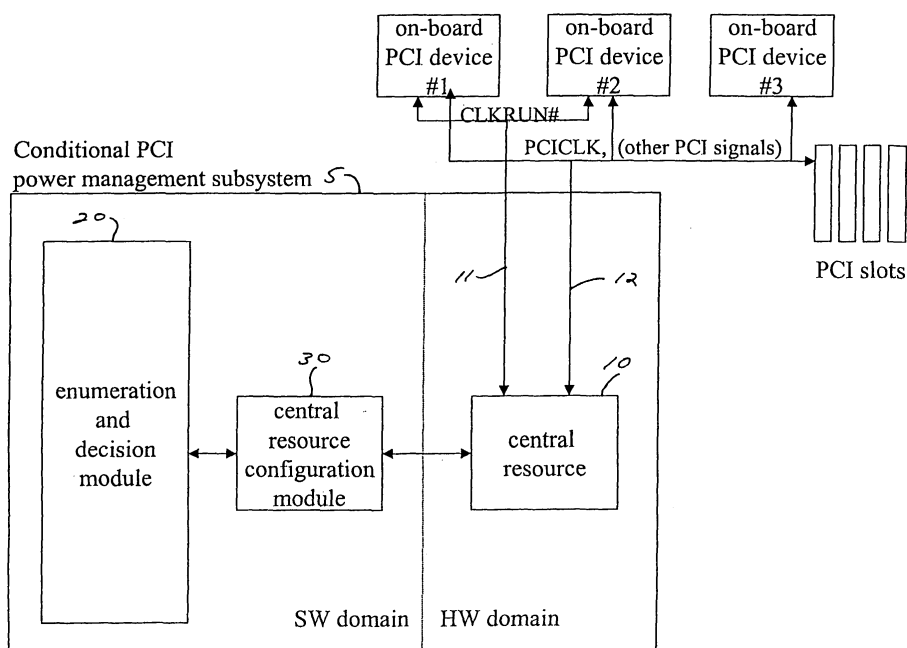 on-board
PCI device
#1
on-board
PCI device
#2
on-board
PCI device
#3
CLKRUN#
PCICLK, (other PCI signals)
Conditional PCI
power management subsystem 5
PCI slots
20
11
12
30
10
enumeration
and
decision
module
central
resource
configuration
module
central
resource
SW domain
HW domain